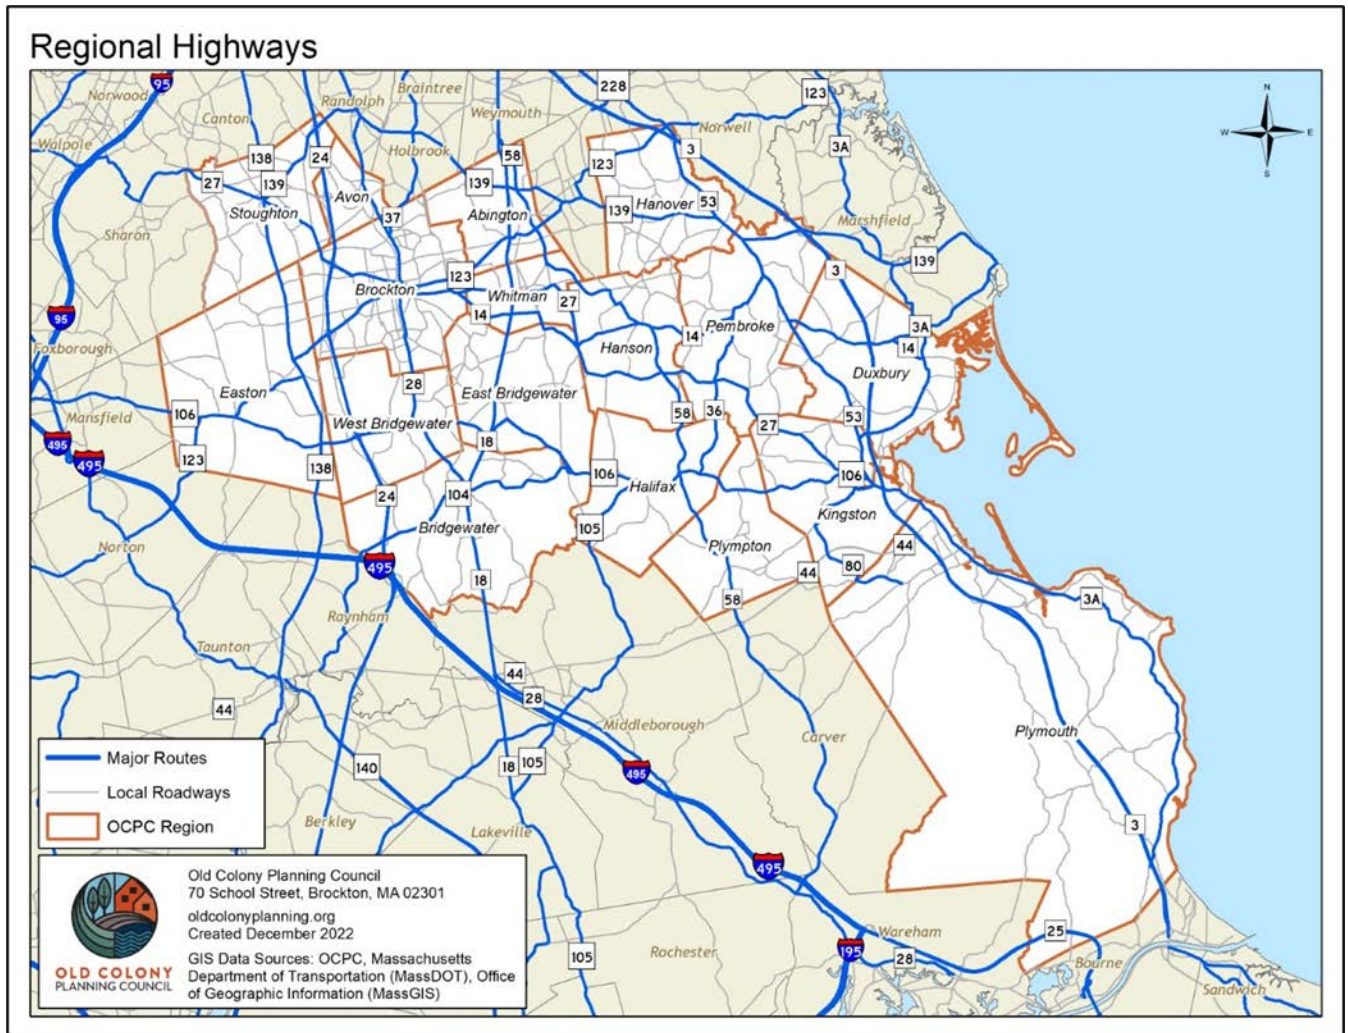 Regional Highways
95
Norwood
Braintree
228
123
Randolph
Canton
Weymouth
Norwell
Walpole
3
3A
138
24
Holbrook
58
123
N
W
E
S
27
139
139
Avon
Hanover
53
Stoughton
37
Abington
139
Marshfield
Sharon
139
3
123
Brockton
Whitman
27
95
14
Pembroke
3A
14
14
Foxborough
Hanson
Duxbury
28
Easton
East Bridgewater
106
58
36
53
Mansfield
West Bridgewater
27
495
18
495
123
138
106
106
Halifax
24
104
Kingston
Bridgewater
105
Norton
Plympton
44
495
44
80
18
58
3A
Raynham
Taunton
44
28
44
Middleborough
Carver
Plymouth
Major Routes
18
105
140
495
Local Roadways
OCPC Region
Berkley
Lakeville
3
495
Old Colony Planning Council
70 School Street, Brockton, MA 02301
oldcolonyplanning.org
Created December 2022
GIS Data Sources: OCPC, Massachusetts
Department of Transportation (MassDOT), Office
of Geographic Information (MassGIS)
OLD COLONY
PLANNING COUNCIL
105
Rochester
195
Wareham
28
25
Bourne
Sandwich